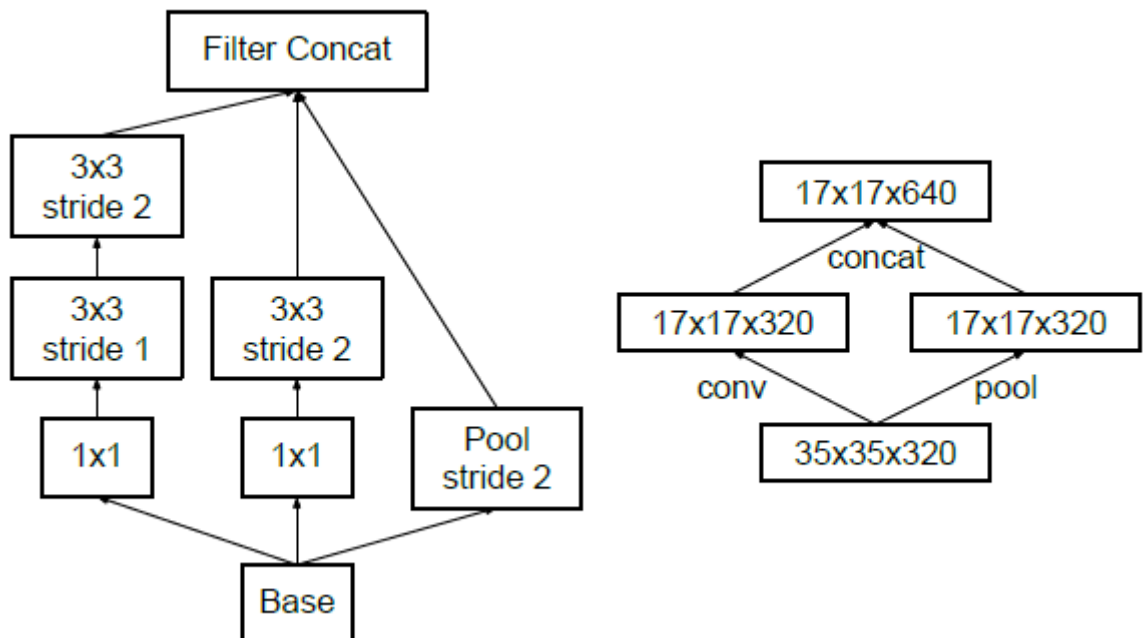 Filter Concat
3x3
stride 2
3x3
stride 1
3x3
stride 2
1x1
1x1
Pool
stride 2
Base
17x17x640
concat
17x17x320
17x17x320
conv
pool
35x35x320